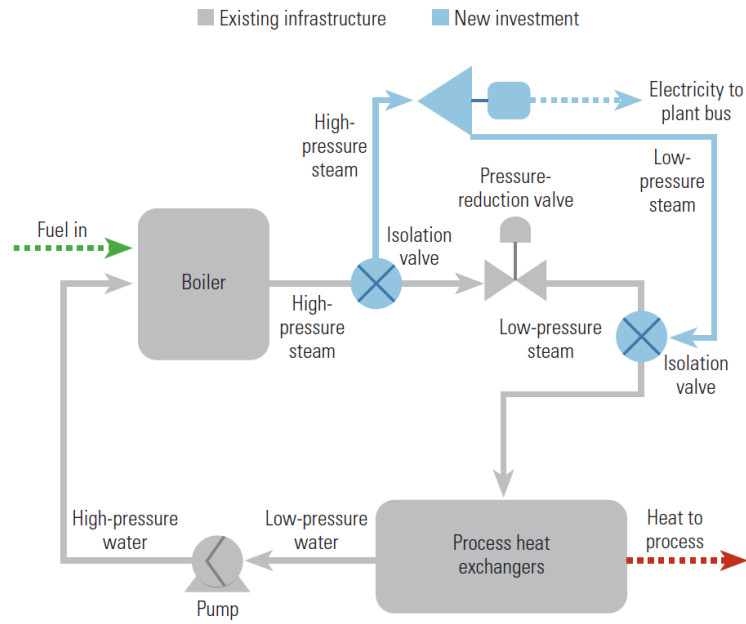 Existing infrastructure
New investment
High-
pressure
steam
Electricity to
plant bus
Low-
pressure
steam
Pressure-
reduction valve
Fuel in
Isolation
valve
Boiler
High-
pressure
steam
Low-pressure
steam
Isolation
valve
High-pressure
water
Low-pressure
water
Process heat
exchangers
Heat to
process
Pump